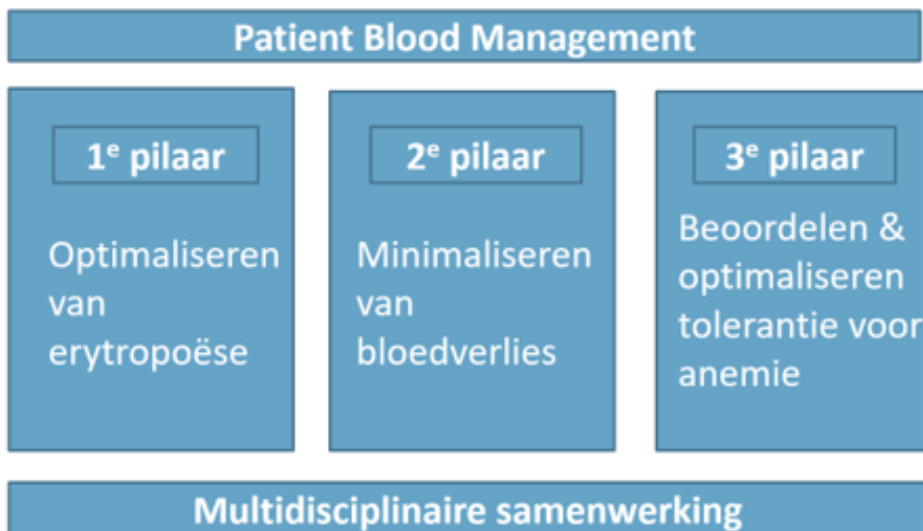 Patient Blood Management
1e pilaar
Optimaliseren
van
erytropoëse
2e pilaar
Minimaliseren
van
bloedverlies
3e pilaar
Beoordelen &
optimaliseren
tolerantie voor
anemie
Multidisciplinaire samenwerking